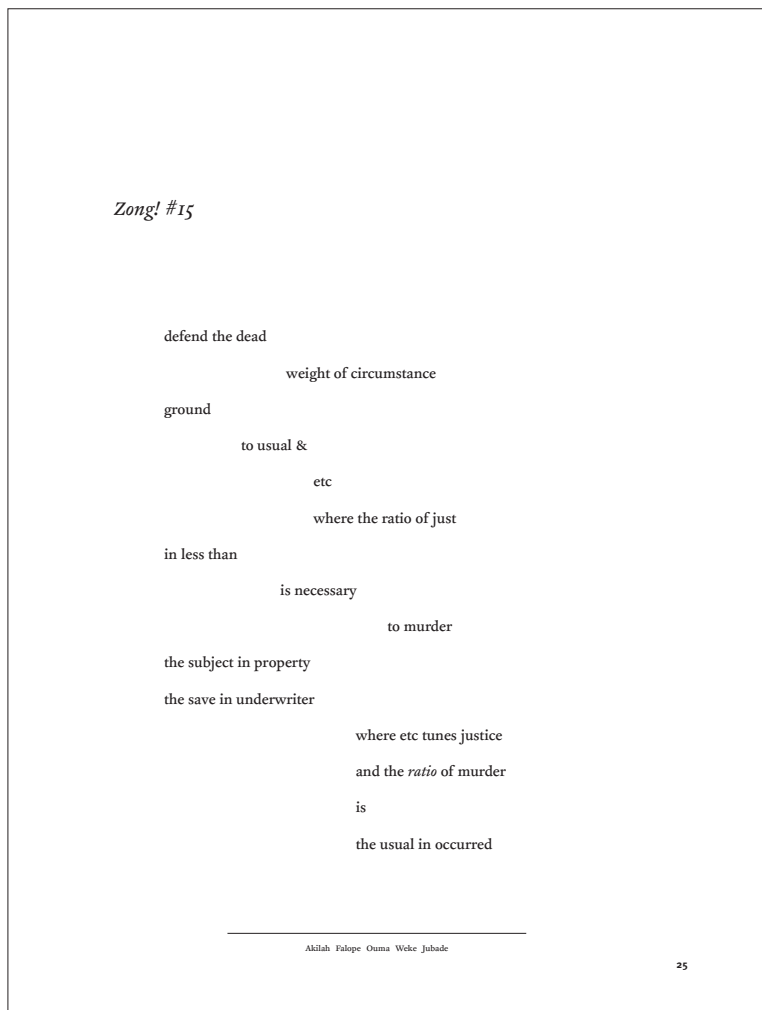 Zong! #15
defend the dead
weight of circumstance
ground
to usual &
etc
where the ratio of just
in less than
is necessary
to murder
the subject in property
the save in underwriter
where etc tunes justice
and the ratio of murder
is
the usual in occurred
Akilah Falope Ouma Weke Jubade
25